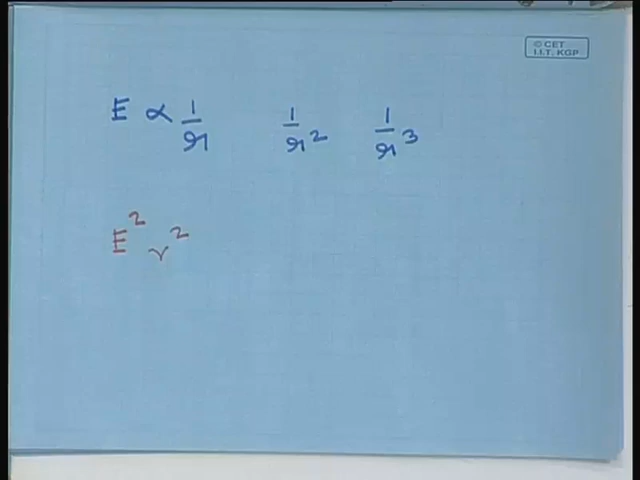 © CET
I.I.T. KGP
E ∝ 1/r 1/r² 1/r³
E² r²